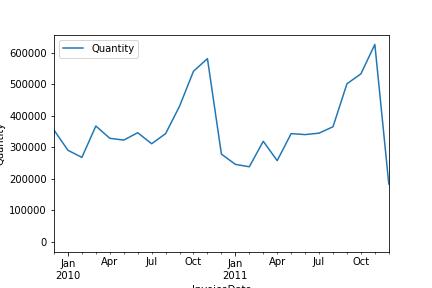 Quantity
600000
500000
400000
300000
200000
100000
0
Quantity
Jan
2010
Apr
Jul
Oct
Jan
2011
Apr
Jul
Oct
InvoiceDate